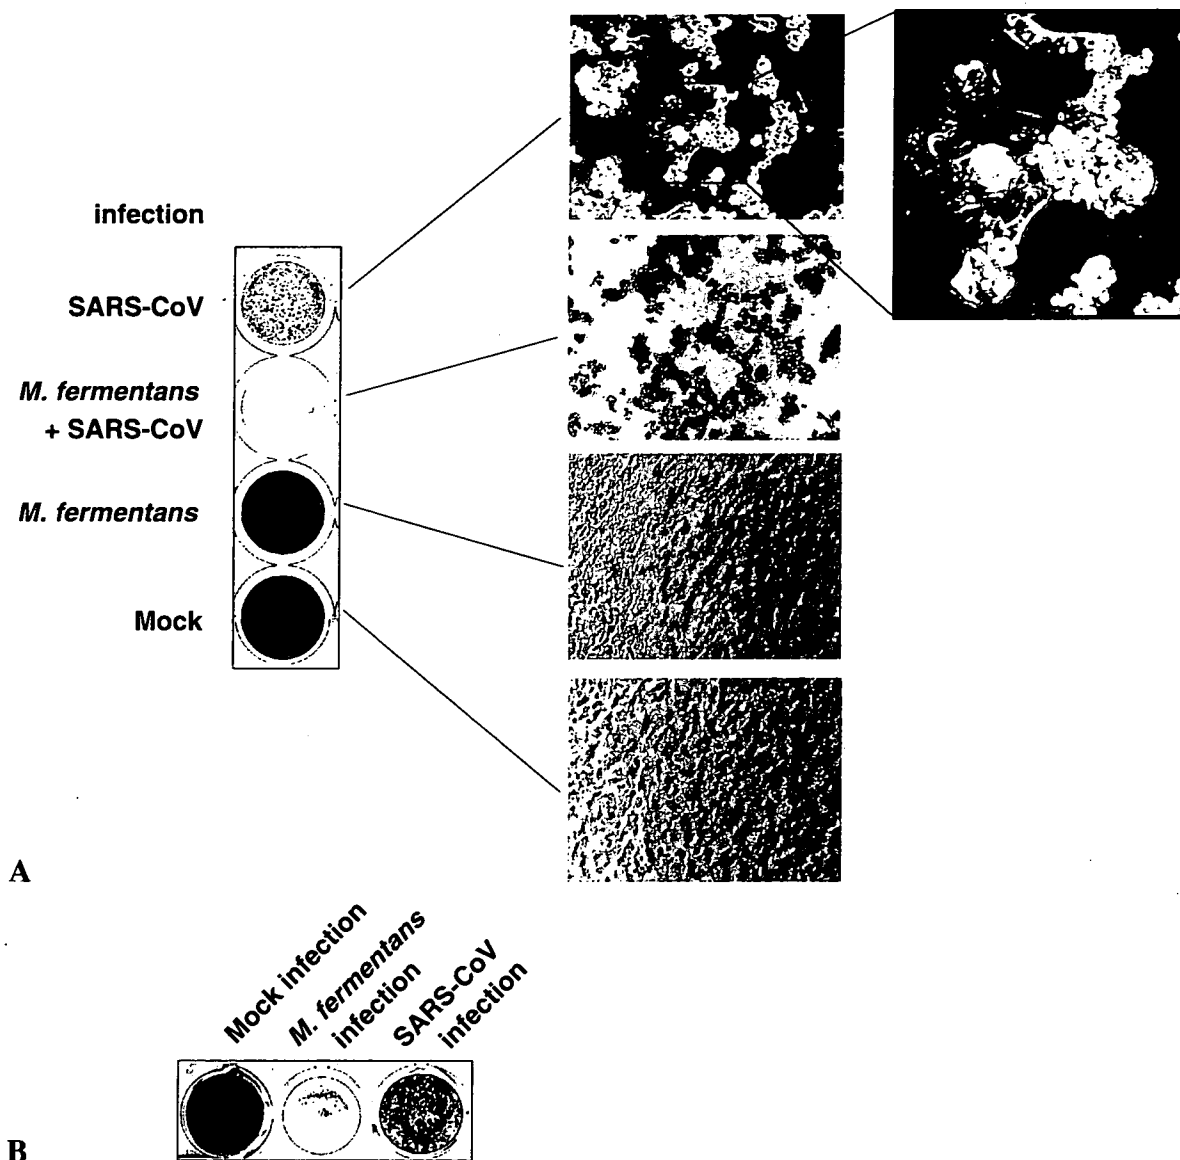 infection
SARS-CoV
M. fermentans
+ SARS-CoV
M. fermentans
Mock
A
Mock infection
M. fermentans
infection
SARS-CoV
infection
B